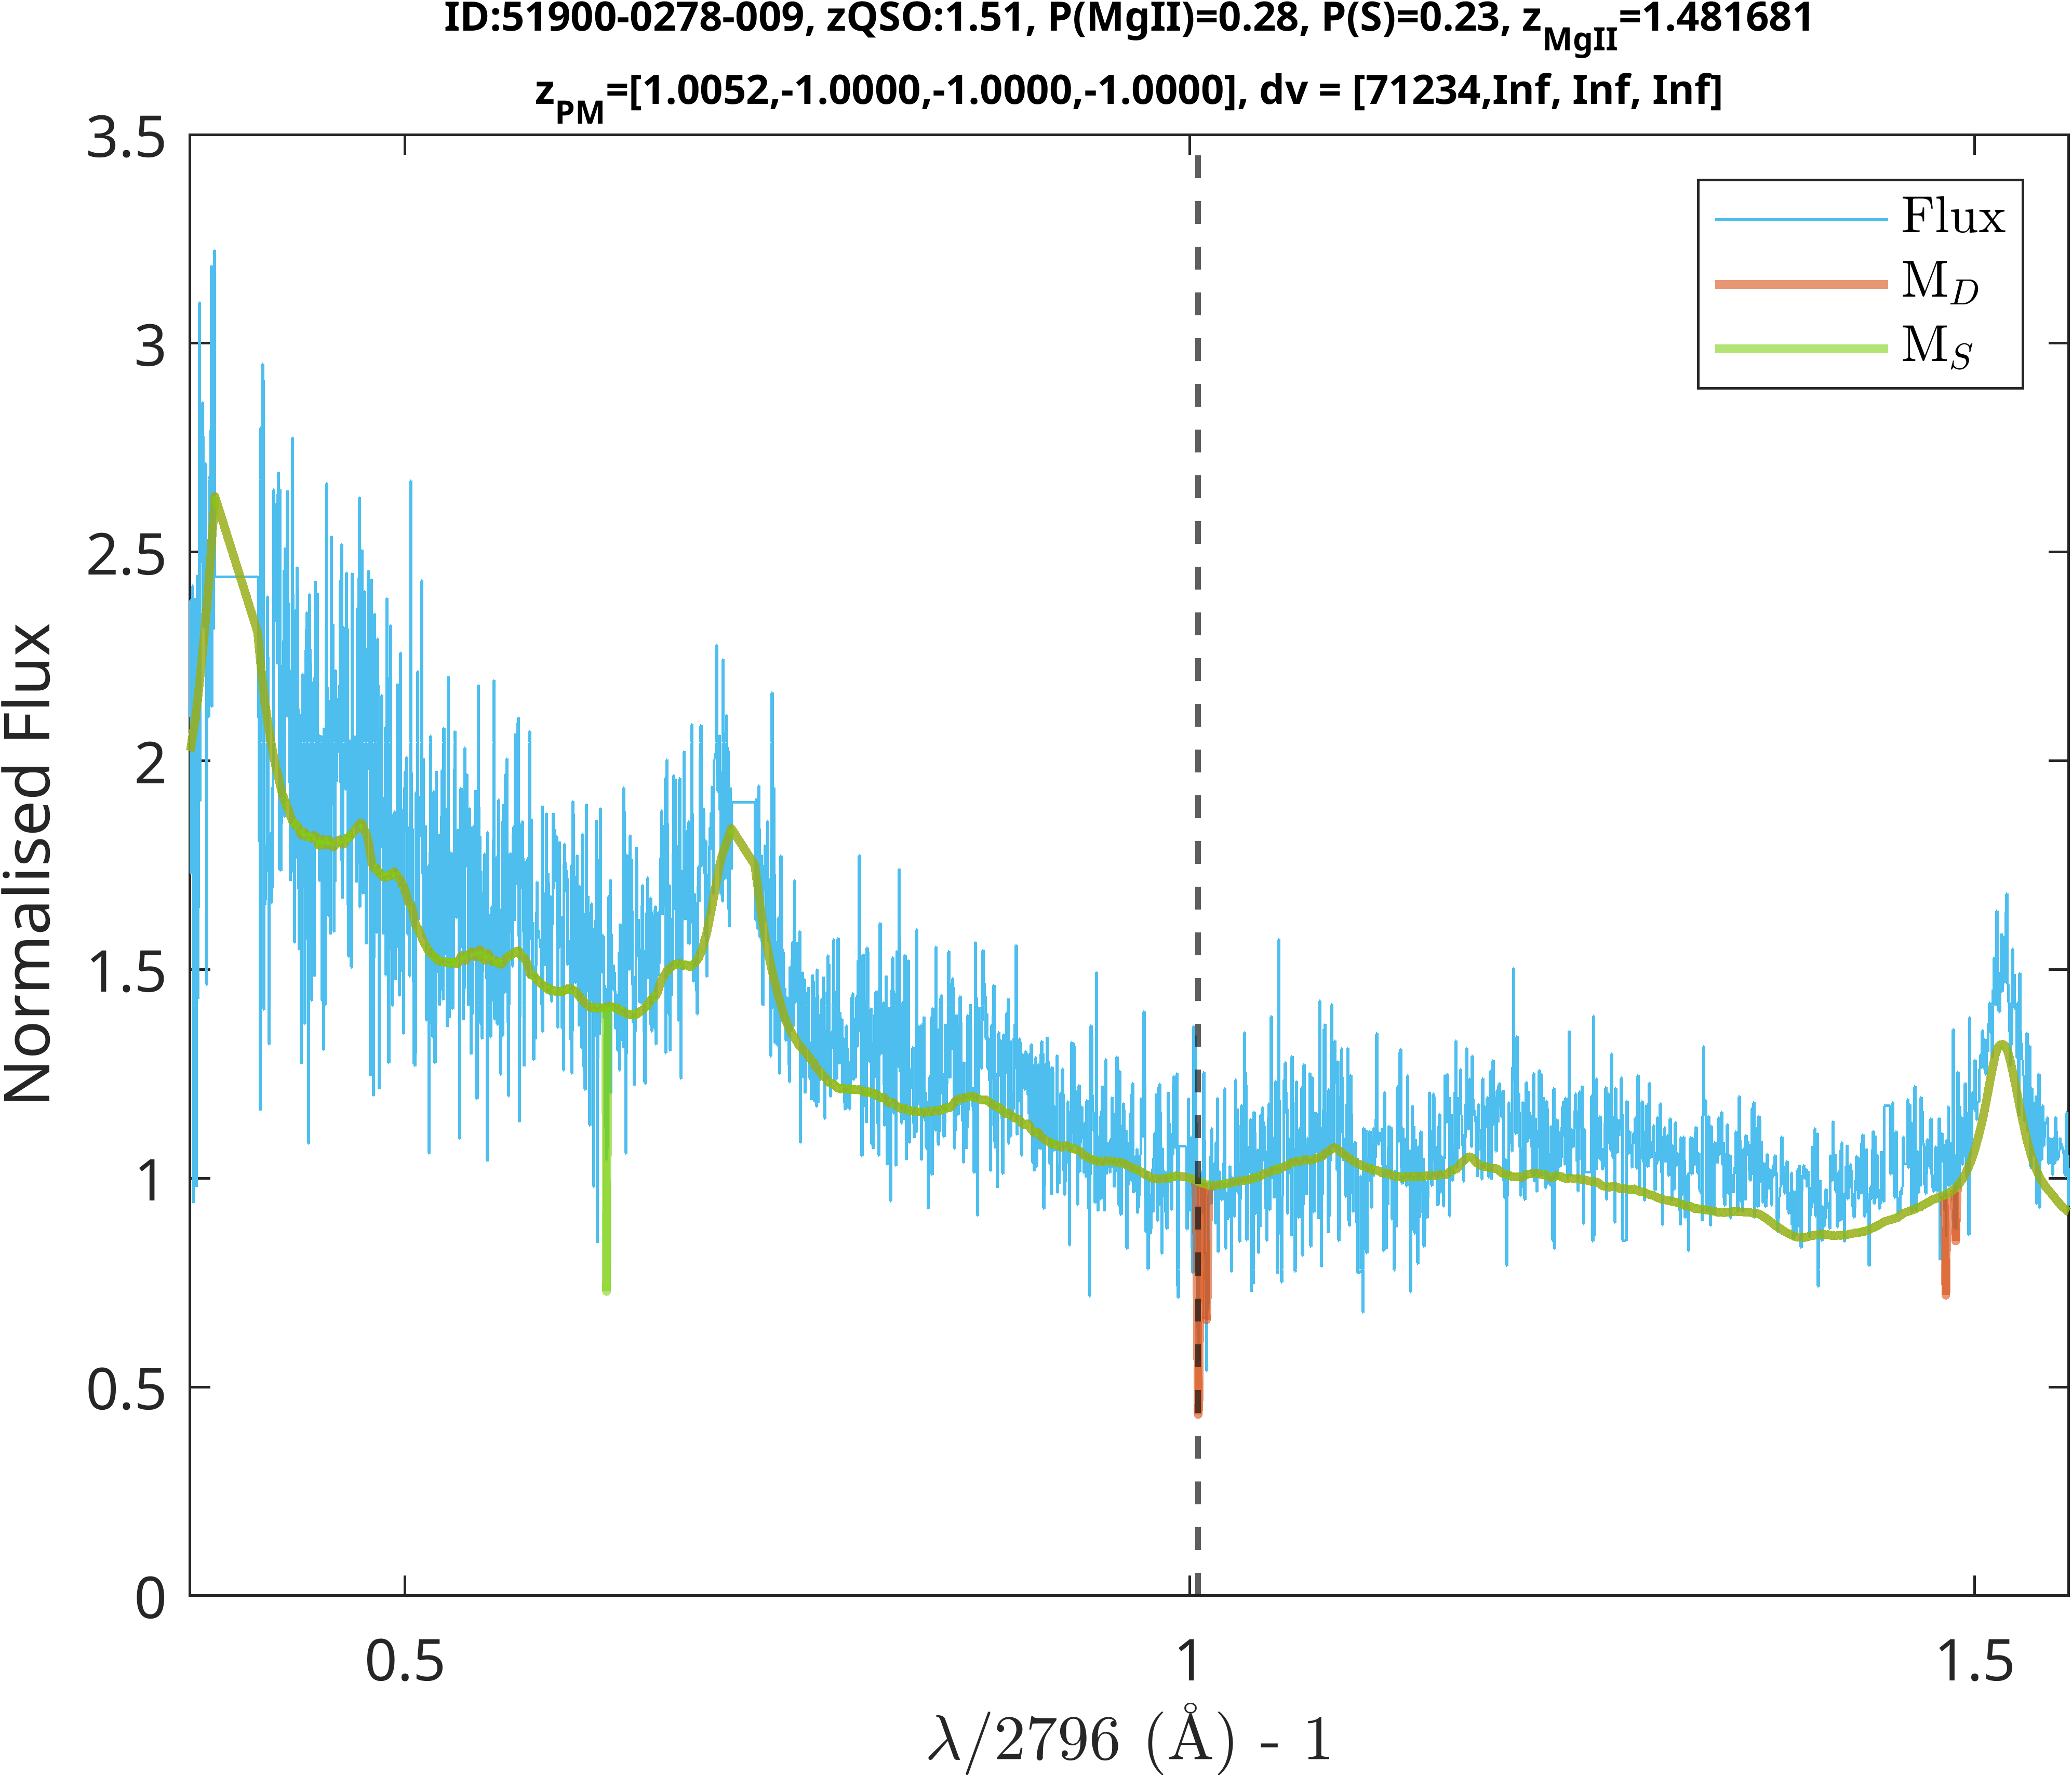 ID:51900-0278-009, zQSO:1.51, P(MgII)=0.28, P(S)=0.23, zMgII=1.481681
zPM=[1.0052,-1.0000,-1.0000,-1.0000], dv = [71234,Inf, Inf, Inf]
3.5
3
2.5
2
1.5
1
0.5
0
Normalised Flux
Flux
MD
MS
0.5
1
1.5
λ/2796 (Å) - 1